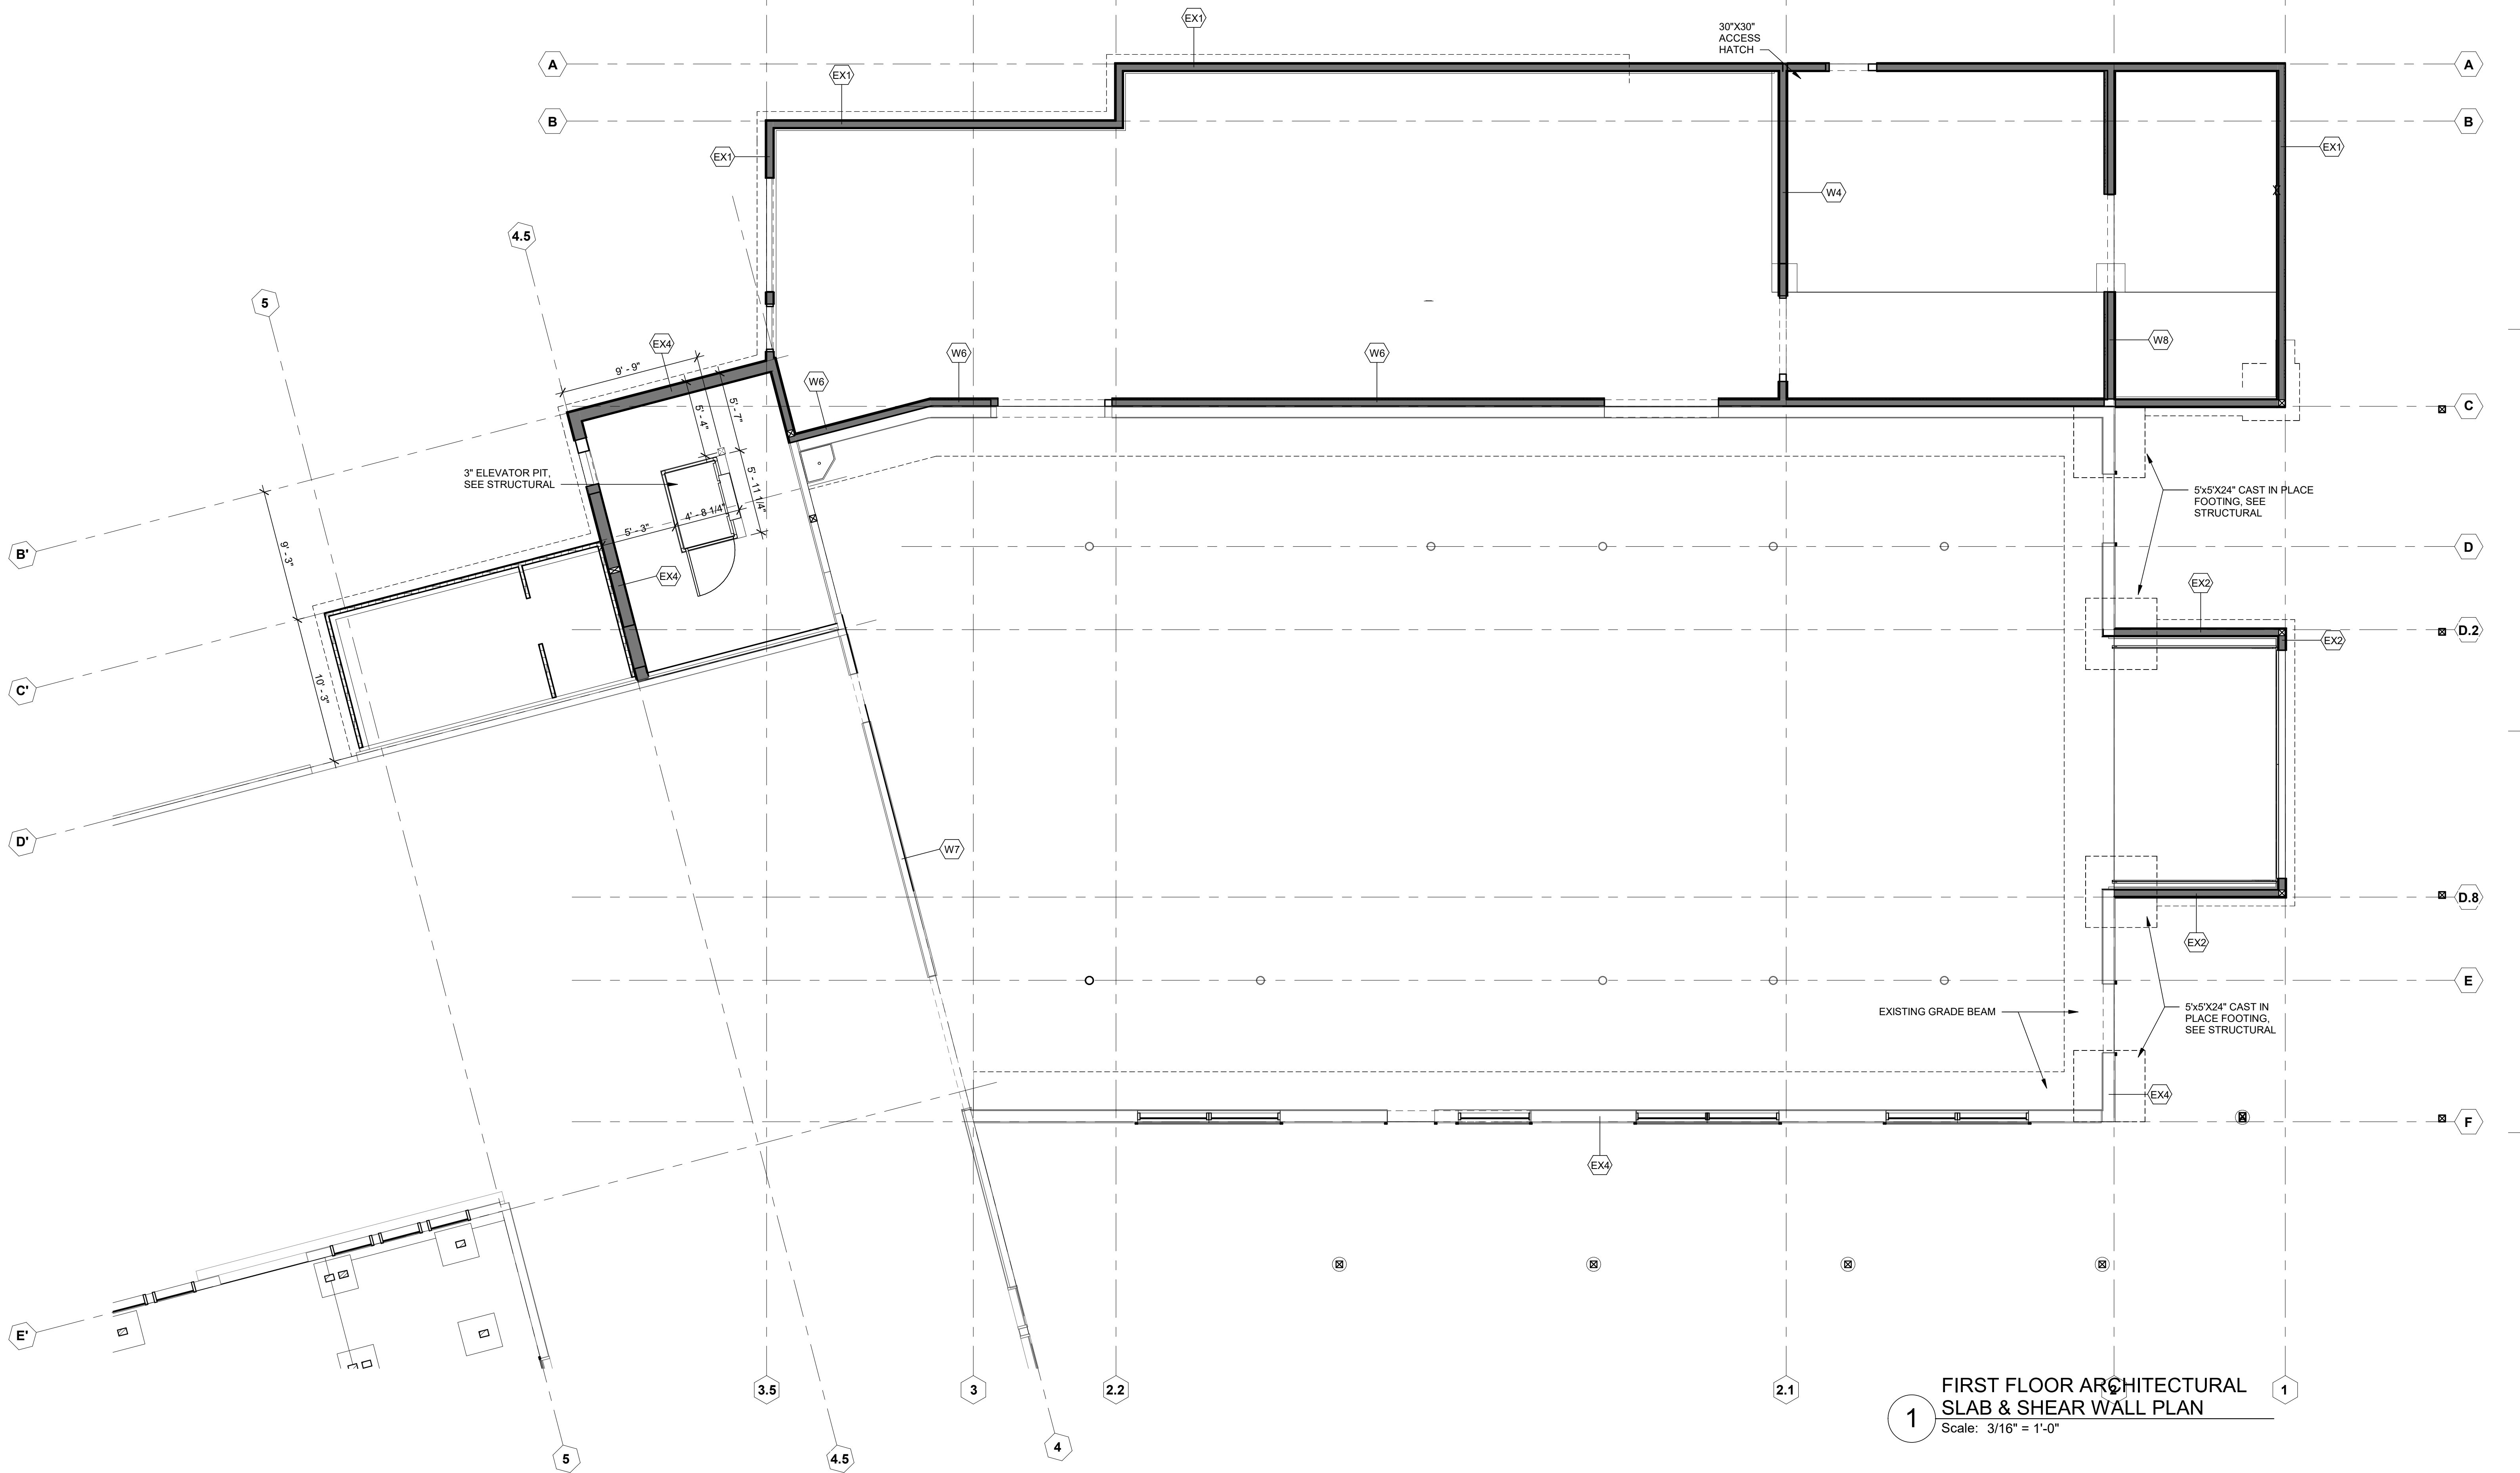 EX1
30"X30"
ACCESS
HATCH
A
EX1
A
B
B
EX1
EX1
W4
4.5
5
EX4
9' - 9"
W6
W6
W8
W6
5' - 4"
5' - 7"
C
3" ELEVATOR PIT,
SEE STRUCTURAL
5' - 11 1/4"
4' - 8 1/4"
5' - 3"
5'x5'X24" CAST IN PLACE
FOOTING, SEE
STRUCTURAL
B'
9' - 3"
D
EX4
EX2
D.2
EX2
C'
10' - 3"
D'
W7
D.8
EX2
E
EXISTING GRADE BEAM
5'x5'X24" CAST IN
PLACE FOOTING,
SEE STRUCTURAL
EX4
F
EX4
E'
3.5
3
2.2
2.1
2
1
5
4.5
4
1
FIRST FLOOR ARCHITECTURAL
SLAB & SHEAR WALL PLAN
Scale: 3/16" = 1'-0"